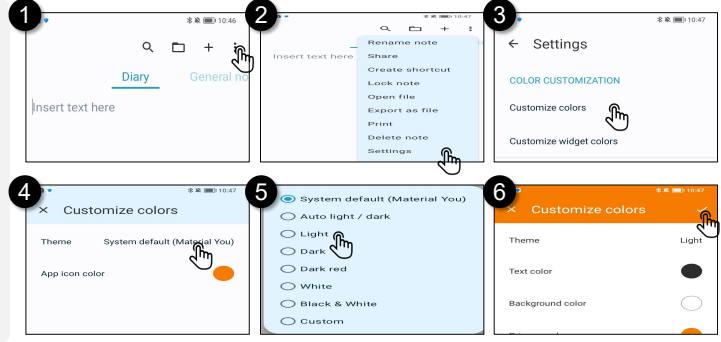 1
10:46
Diary
General no
Insert text here
2
10:47
Rename note
Insert text here
Share
Create shortcut
Lock note
Open file
Export as file
Print
Delete note
Settings
3
10:47
Settings
COLOR CUSTOMIZATION
Customize colors
Customize widget colors
4
10:47
Customize colors
Theme System default (Material You)
App icon color
5
System default (Material You)
Auto light / dark
Light
Dark
Dark red
White
Black & White
Custom
6
10:47
Customize colors
Theme Light
Text color
Background color